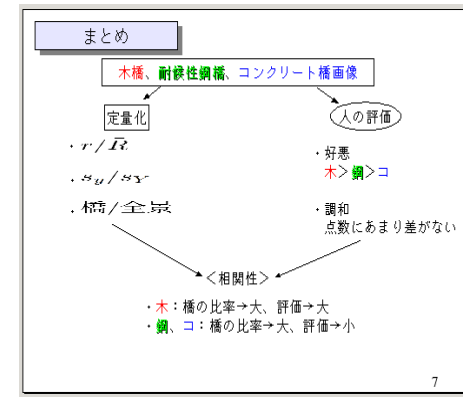 まとめ
木橋、耐候性鋼橋、コンクリート橋画像
定量化
・r/R̄
・s_y/s_Y
・橋/全景
人の評価
・好悪
木＞鋼＞コ
・調和
点数にあまり差がない
＜相関性＞
・木：橋の比率→大、評価→大
・鋼、コ：橋の比率→大、評価→小
7